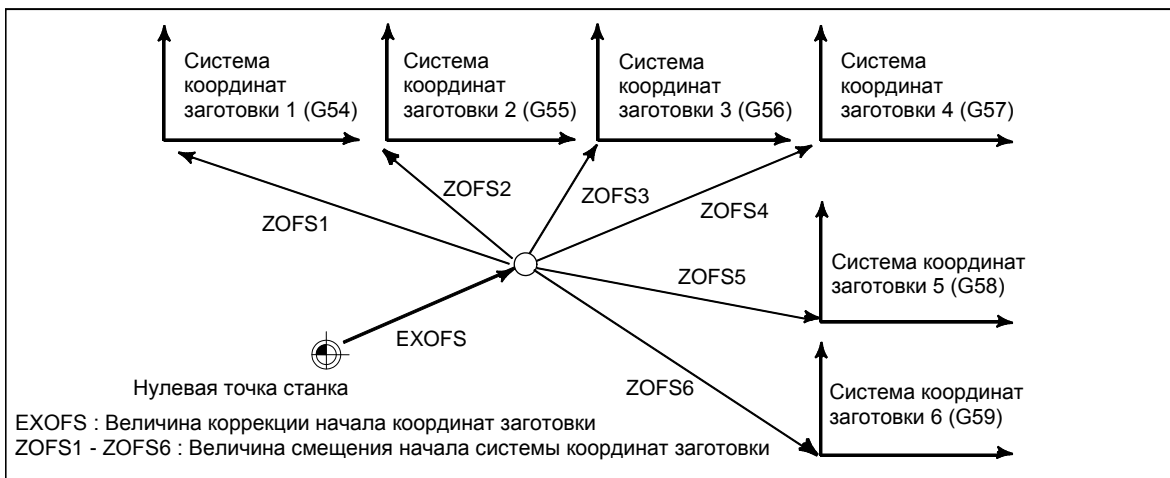 Система
координат
заготовки 1 (G54)
Система
координат
заготовки 2 (G55)
Система
координат
заготовки 3 (G56)
Система
координат
заготовки 4 (G57)
ZOFS1
ZOFS2
ZOFS3
ZOFS4
ZOFS5
Система координат
заготовки 5 (G58)
EXOFS
ZOFS6
Нулевая точка станка
Система координат
заготовки 6 (G59)
EXOFS : Величина коррекции начала координат заготовки
ZOFS1 - ZOFS6 : Величина смещения начала системы координат заготовки